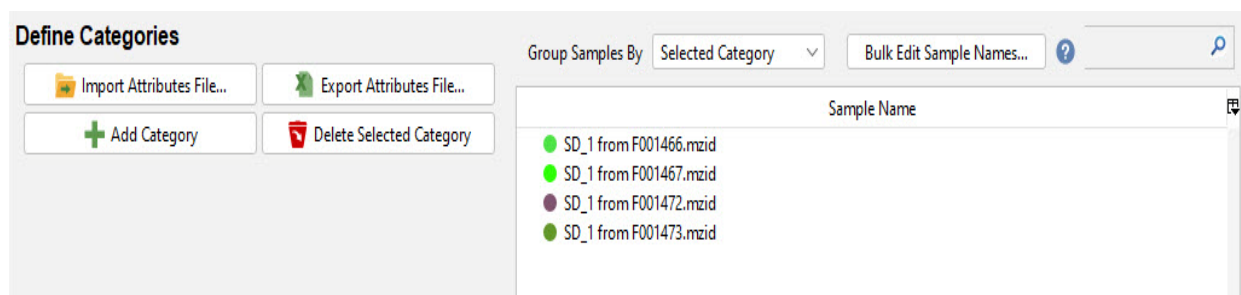 Define Categories
Import Attributes File...
Export Attributes File...
Add Category
Delete Selected Category
Group Samples By
Selected Category
Bulk Edit Sample Names...
?
Sample Name
SD_1 from F001466.mzid
SD_1 from F001467.mzid
SD_1 from F001472.mzid
SD_1 from F001473.mzid